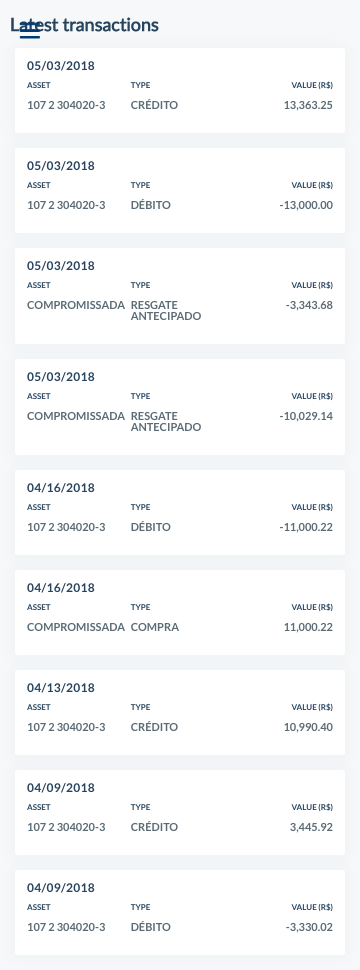 Latest transactions
05/03/2018
ASSET TYPE VALUE (R$)
107 2 304020-3 CRÉDITO 13,363.25
05/03/2018
ASSET TYPE VALUE (R$)
107 2 304020-3 DÉBITO -13,000.00
05/03/2018
ASSET TYPE VALUE (R$)
COMPROMISSADA RESGATE -3,343.68
ANTECIPADO
05/03/2018
ASSET TYPE VALUE (R$)
COMPROMISSADA RESGATE -10,029.14
ANTECIPADO
04/16/2018
ASSET TYPE VALUE (R$)
107 2 304020-3 DÉBITO -11,000.22
04/16/2018
ASSET TYPE VALUE (R$)
COMPROMISSADA COMPRA 11,000.22
04/13/2018
ASSET TYPE VALUE (R$)
107 2 304020-3 CRÉDITO 10,990.40
04/09/2018
ASSET TYPE VALUE (R$)
107 2 304020-3 CRÉDITO 3,445.92
04/09/2018
ASSET TYPE VALUE (R$)
107 2 304020-3 DÉBITO -3,330.02